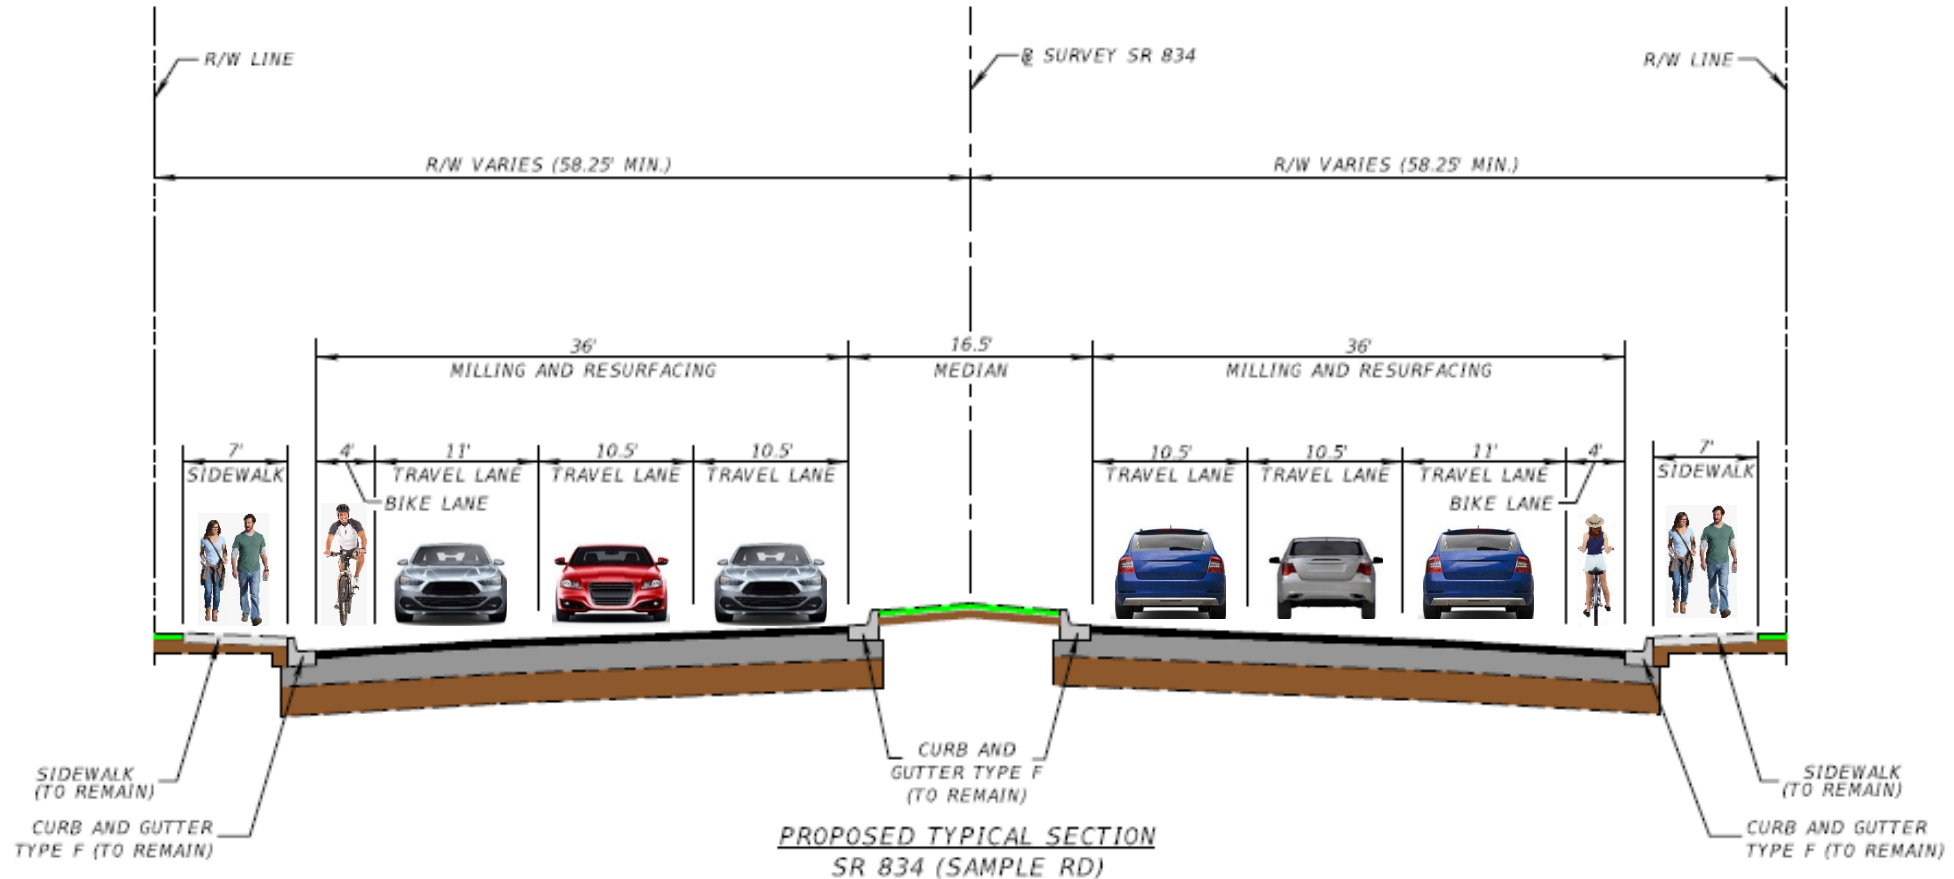 R/W LINE
℄ SURVEY SR 834
R/W LINE
R/W VARIES (58.25' MIN.)
R/W VARIES (58.25' MIN.)
36'
MILLING AND RESURFACING
16.5'
MEDIAN
36'
MILLING AND RESURFACING
7'
SIDEWALK
4'
BIKE LANE
11'
TRAVEL LANE
10.5'
TRAVEL LANE
10.5'
TRAVEL LANE
10.5'
TRAVEL LANE
10.5'
TRAVEL LANE
11'
TRAVEL LANE
4'
BIKE LANE
7'
SIDEWALK
SIDEWALK
(TO REMAIN)
CURB AND GUTTER
TYPE F (TO REMAIN)
CURB AND
GUTTER TYPE F
(TO REMAIN)
SIDEWALK
(TO REMAIN)
CURB AND GUTTER
TYPE F (TO REMAIN)
PROPOSED TYPICAL SECTION
SR 834 (SAMPLE RD)